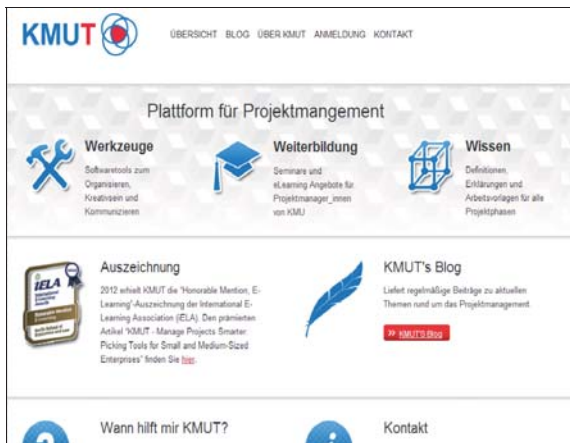 KMUT
ÜBERSICHT BLOG ÜBER KMUT ANMELDUNG KONTAKT
Plattform für Projektmangement
Werkzeuge
Softwaretools zum
Organisieren,
Kreativsein und
Kommunizieren
Weiterbildung
Seminare und
eLearning Angebote für
Projektmanager_innen
von KMU
Wissen
Definitionen,
Erklärungen und
Arbeitsvorlagen für alle
Projektphasen
IELA
Auszeichnung
2012 erhielt KMUT die "Honorable Mention, E-
Learning"-Auszeichnung der International E-
Learning Association (iELA). Den prämierten
Artikel "KMUT - Manage Projects Smarter:
Picking Tools for Small and Medium-Sized
Enterprises" finden Sie hier.
KMUT's Blog
Liefert regelmäßige Beiträge zu aktuellen
Themen rund um das Projektmanagement.
» KMUT'S Blog
Wann hilft mir KMUT?
Kontakt